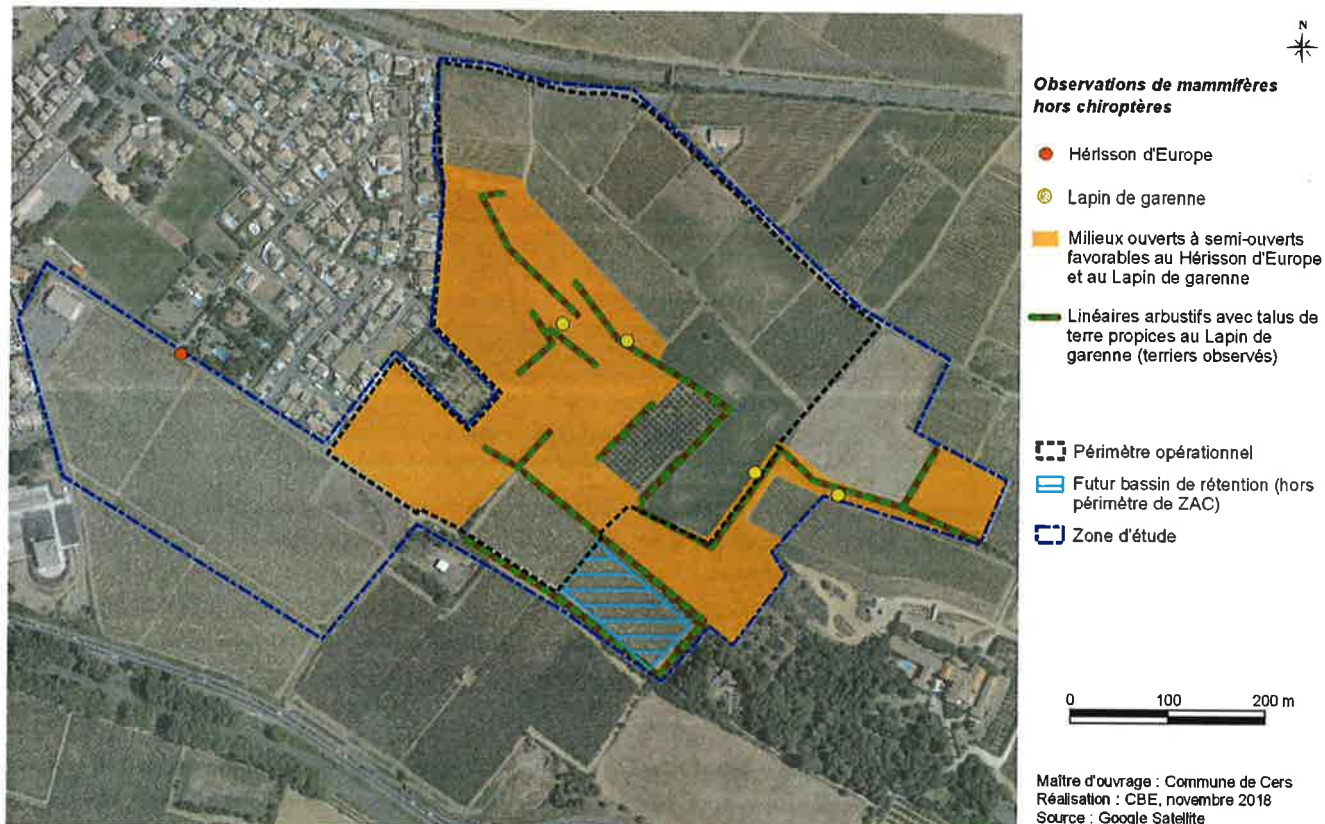 N
Observations de mammifères
hors chiroptères
Hérisson d'Europe
Lapin de garenne
Milieux ouverts à semi-ouverts
favorables au Hérisson d'Europe
et au Lapin de garenne
Linéaires arbustifs avec talus de
terre propices au Lapin de
garenne (terriers observés)
Périmètre opérationnel
Futur bassin de rétention (hors
périmètre de ZAC)
Zone d'étude
0 100 200 m
Maître d'ouvrage : Commune de Cers
Réalisation : CBE, novembre 2018
Source : Google Satellite